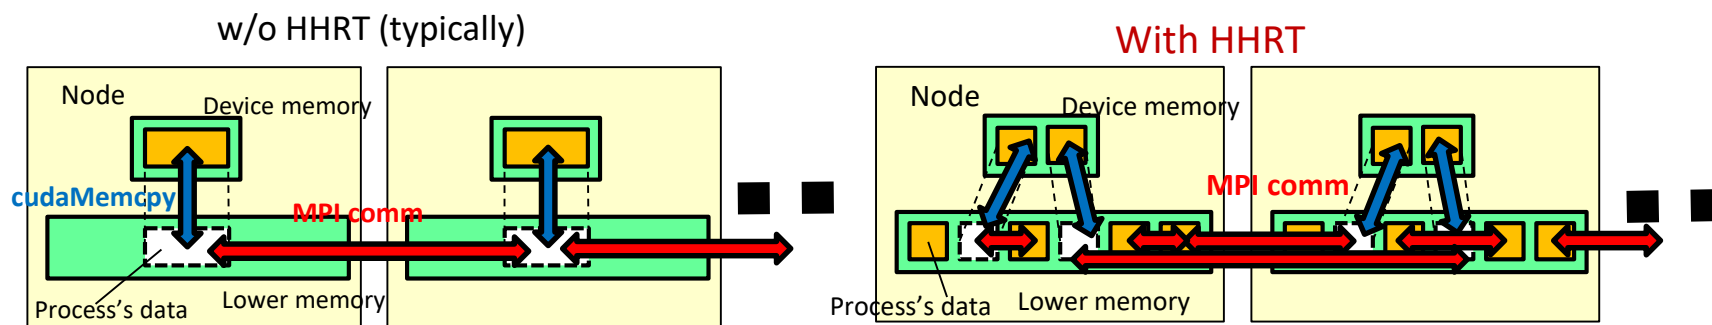 w/o HHRT (typically)
Node
Device memory
cudaMemcpy
MPI comm
Process's data
Lower memory
With HHRT
Node
Device memory
MPI comm
Process's data
Lower memory